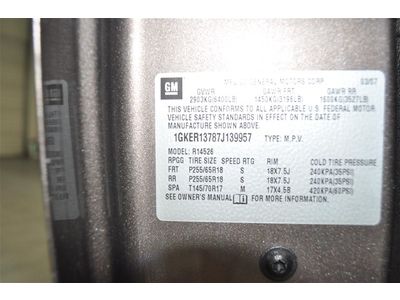 GM
MFD BY GENERAL MOTORS CORP 03/07
GVWR GAWR FRT GAWR RR
2903KG(6400LB) 1450KG(3196LB) 1600KG(3527LB)
THIS VEHICLE CONFORMS TO ALL APPLICABLE U.S. FEDERAL MOTOR
VEHICLE SAFETY STANDARDS IN EFFECT ON THE DATE OF
MANUFACTURE SHOWN ABOVE.
1GKER13787J139957 TYPE: M.P.V.
MODEL: R14526
RPGG TIRE SIZE SPEED RTG RIM COLD TIRE PRESSURE
FRT P255/65R18 S 18X7.5J 240KPA(35PSI)
RR P255/65R18 S 18X7.5J 240KPA(35PSI)
SPA T145/70R17 M 17X4.5B 420KPA(60PSI)
SEE OWNER'S MANUAL FOR MORE INFORMATION.